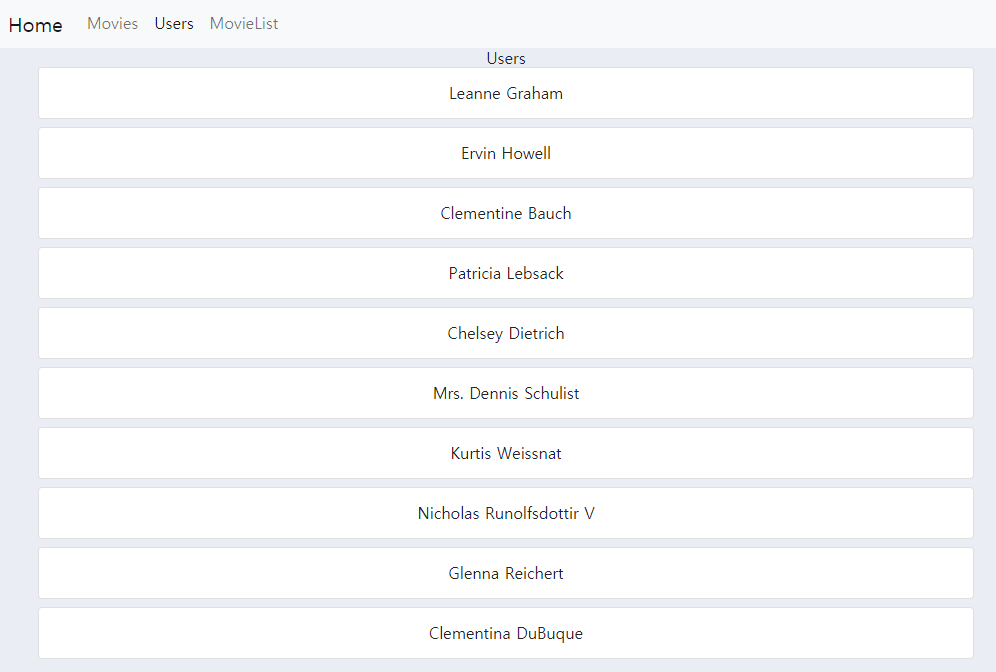 Home Movies Users MovieList
Users
Leanne Graham
Ervin Howell
Clementine Bauch
Patricia Lebsack
Chelsey Dietrich
Mrs. Dennis Schulist
Kurtis Weissnat
Nicholas Runolfsdottir V
Glenna Reichert
Clementina DuBuque